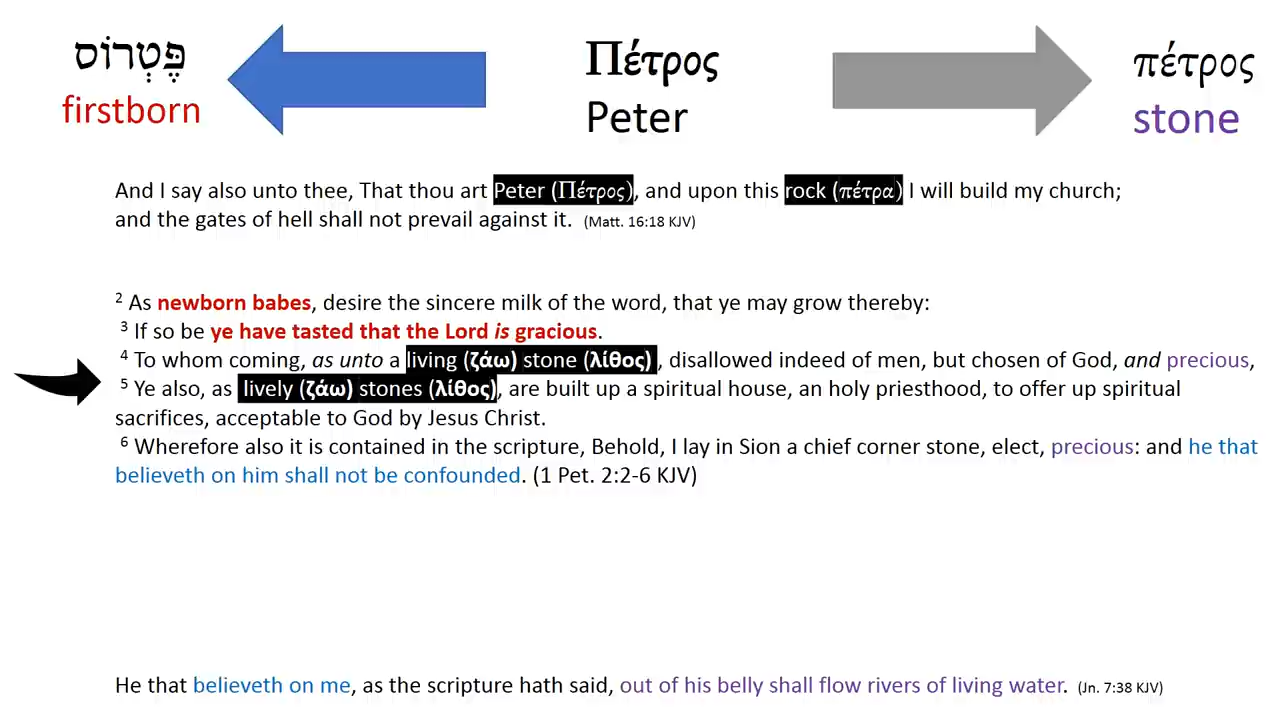 פֶּטְרוֹס Πέτρος πέτρος
firstborn Peter stone
And I say also unto thee, That thou art Peter (Πέτρος), and upon this rock (πέτρα) I will build my church;
and the gates of hell shall not prevail against it. (Matt. 16:18 KJV)
2 As newborn babes, desire the sincere milk of the word, that ye may grow thereby:
3 If so be ye have tasted that the Lord is gracious.
4 To whom coming, as unto a living (ζάω) stone (λίθος) , disallowed indeed of men, but chosen of God, and precious,
5 Ye also, as lively (ζάω) stones (λίθος), are built up a spiritual house, an holy priesthood, to offer up spiritual
sacrifices, acceptable to God by Jesus Christ.
6 Wherefore also it is contained in the scripture, Behold, I lay in Sion a chief corner stone, elect, precious: and he that
believeth on him shall not be confounded. (1 Pet. 2:2-6 KJV)
He that believeth on me, as the scripture hath said, out of his belly shall flow rivers of living water. (Jn. 7:38 KJV)